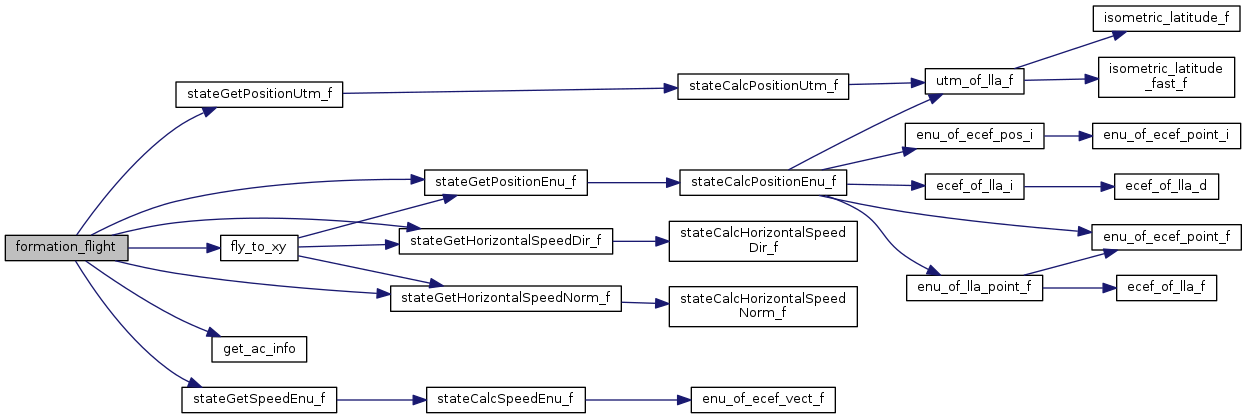 formation_flight
stateGetPositionUtm_f
stateGetPositionEnu_f
stateGetHorizontalSpeedDir_f
fly_to_xy
stateGetHorizontalSpeedNorm_f
get_ac_info
stateGetSpeedEnu_f
stateCalcPositionUtm_f
stateCalcPositionEnu_f
stateCalcHorizontalSpeed
Dir_f
stateCalcHorizontalSpeed
Norm_f
stateCalcSpeedEnu_f
utm_of_lla_f
enu_of_ecef_pos_i
ecef_of_lla_i
enu_of_lla_point_f
enu_of_ecef_vect_f
isometric_latitude_f
isometric_latitude
_fast_f
enu_of_ecef_point_i
ecef_of_lla_d
enu_of_ecef_point_f
ecef_of_lla_f